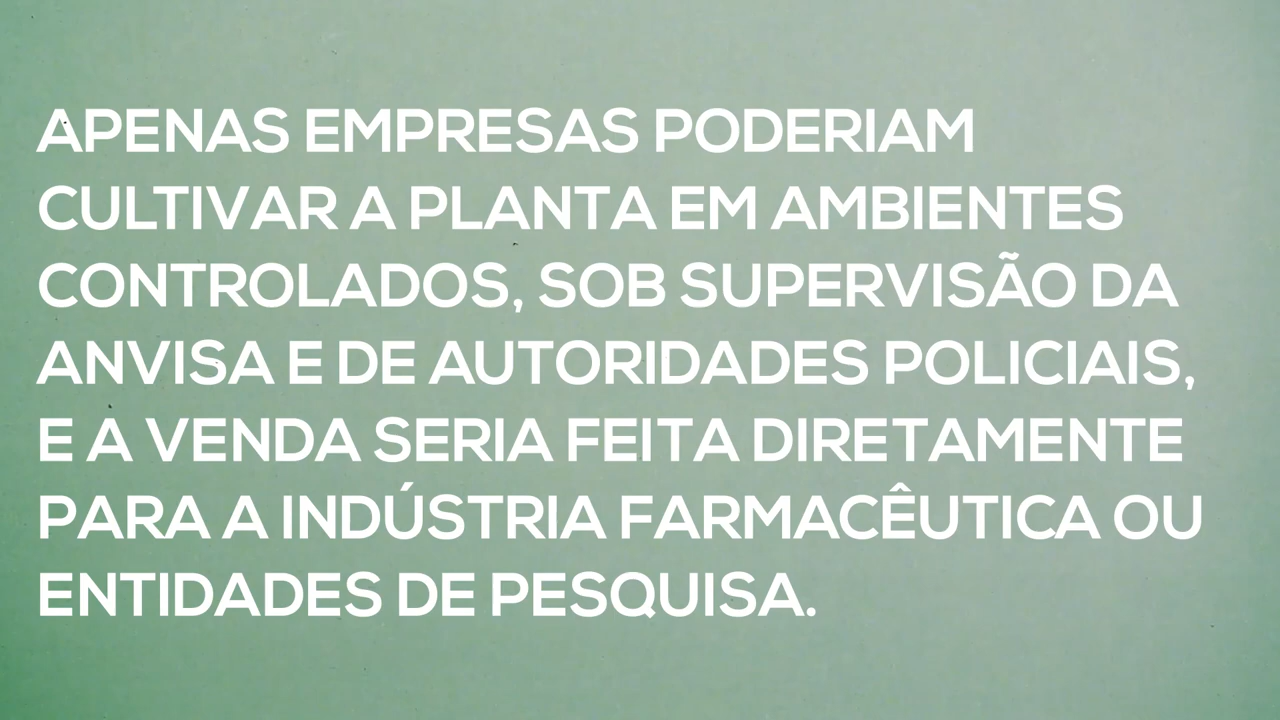 APENAS EMPRESAS PODERIAM
CULTIVAR A PLANTA EM AMBIENTES
CONTROLADOS, SOB SUPERVISÃO DA
ANVISA E DE AUTORIDADES POLICIAIS,
E A VENDA SERIA FEITA DIRETAMENTE
PARA A INDÚSTRIA FARMACÊUTICA OU
ENTIDADES DE PESQUISA.